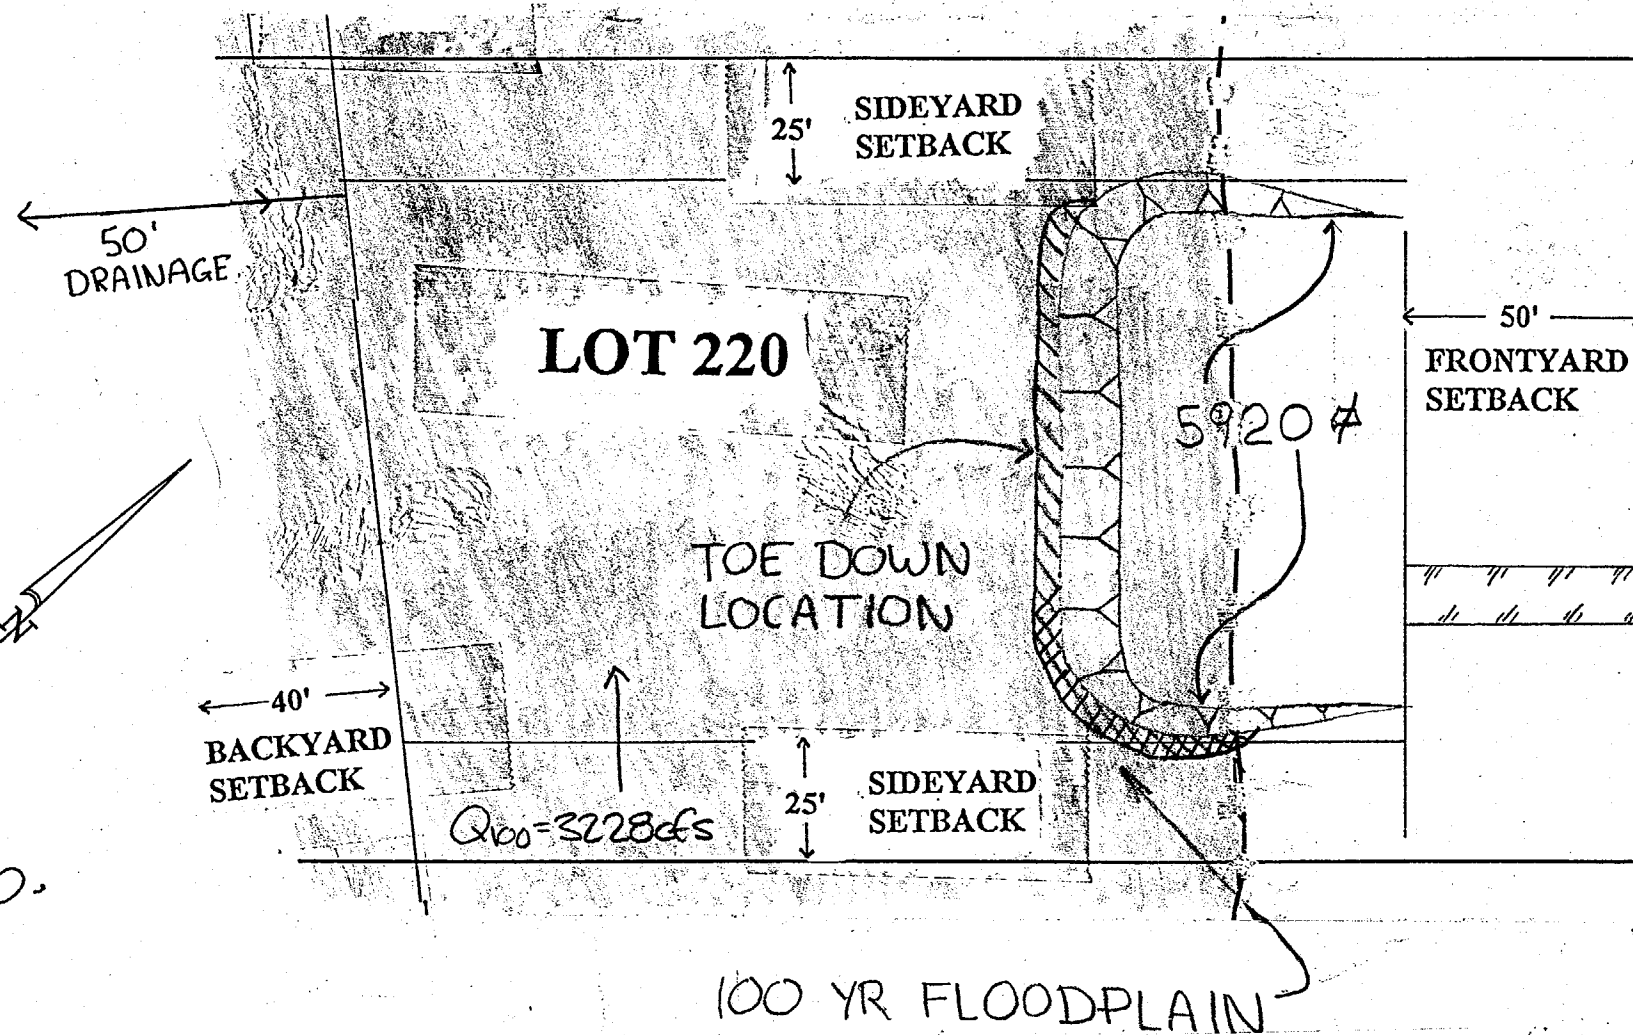 25'
SIDEYARD
SETBACK
50'
DRAINAGE
LOT 220
50'
FRONTYARD
SETBACK
5920
TOE DOWN
LOCATION
N
40'
BACKYARD
SETBACK
25'
SIDEYARD
SETBACK
Q100=3228cfs
100 YR FLOODPLAIN